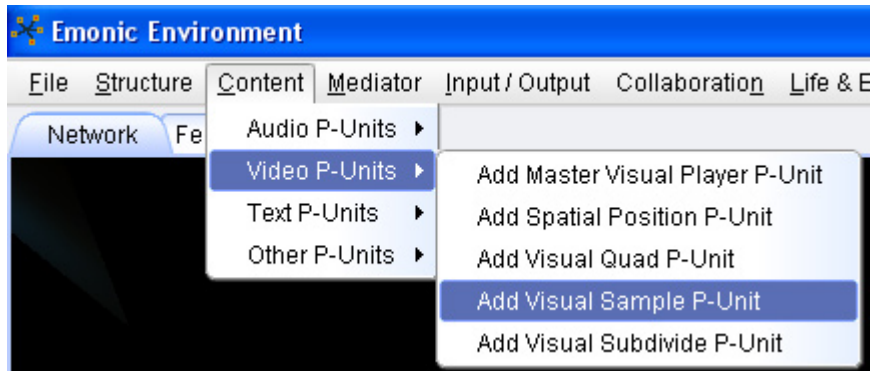 Emonic Environment
File Structure Content Mediator Input / Output Collaboration Life & E
Network Fe
Audio P-Units
Video P-Units
Text P-Units
Other P-Units
Add Master Visual Player P-Unit
Add Spatial Position P-Unit
Add Visual Quad P-Unit
Add Visual Sample P-Unit
Add Visual Subdivide P-Unit